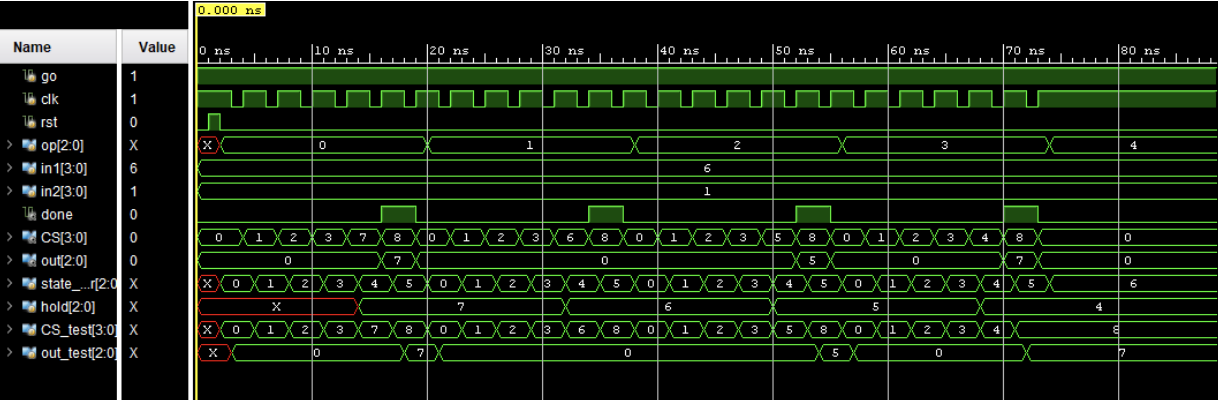 0.000 ns
Name Value 0 ns 10 ns 20 ns 30 ns 40 ns 50 ns 60 ns 70 ns 80 ns
go 1
clk 1
rst 0
op[2:0] X X 0 1 2 3 4
in1[3:0] 6 6
in2[3:0] 1 1
done 0
CS[3:0] 0 0 1 2 3 7 8 0 1 2 3 6 8 0 1 2 3 5 8 0 1 2 3 4 8 0
out[2:0] 0 0 7 0 5 0 7 0
state_...r[2:0 X X 0 1 2 3 4 5 0 1 2 3 4 5 0 1 2 3 4 5 0 1 2 3 4 5 6
hold[2:0] X X 7 6 5 4
CS_test[3:0] X X 0 1 2 3 7 8 0 1 2 3 6 8 0 1 2 3 5 8 0 1 2 3 4 8
out_test[2:0] X X 0 7 0 5 0 7